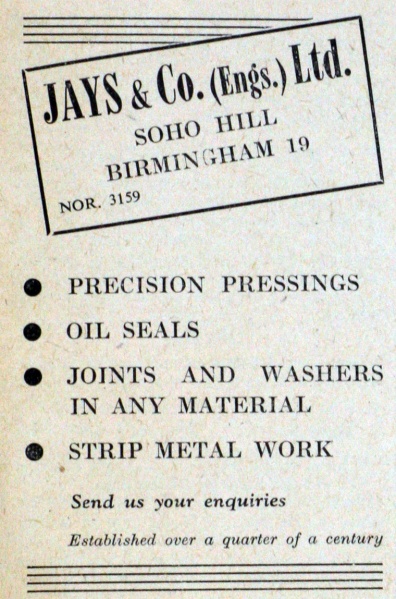 JAYS & Co. (Engs.) Ltd.
SOHO HILL
BIRMINGHAM 19
NOR. 3159
● PRECISION PRESSINGS
● OIL SEALS
● JOINTS AND WASHERS
IN ANY MATERIAL
● STRIP METAL WORK
Send us your enquiries
Established over a quarter of a century